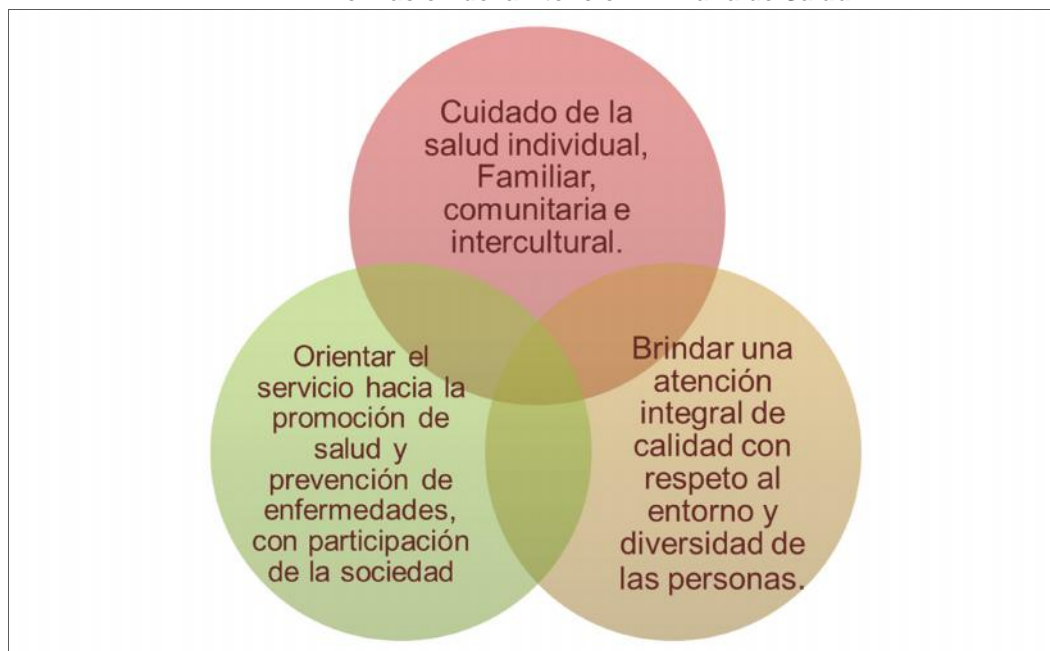 Cuidado de la
salud individual,
Familiar,
comunitaria e
intercultural.
Orientar el
servicio hacia la
promoción de
salud y
prevención de
enfermedades,
con participación
de la sociedad
Brindar una
atención
integral de
calidad con
respeto al
entorno y
diversidad de
las personas.